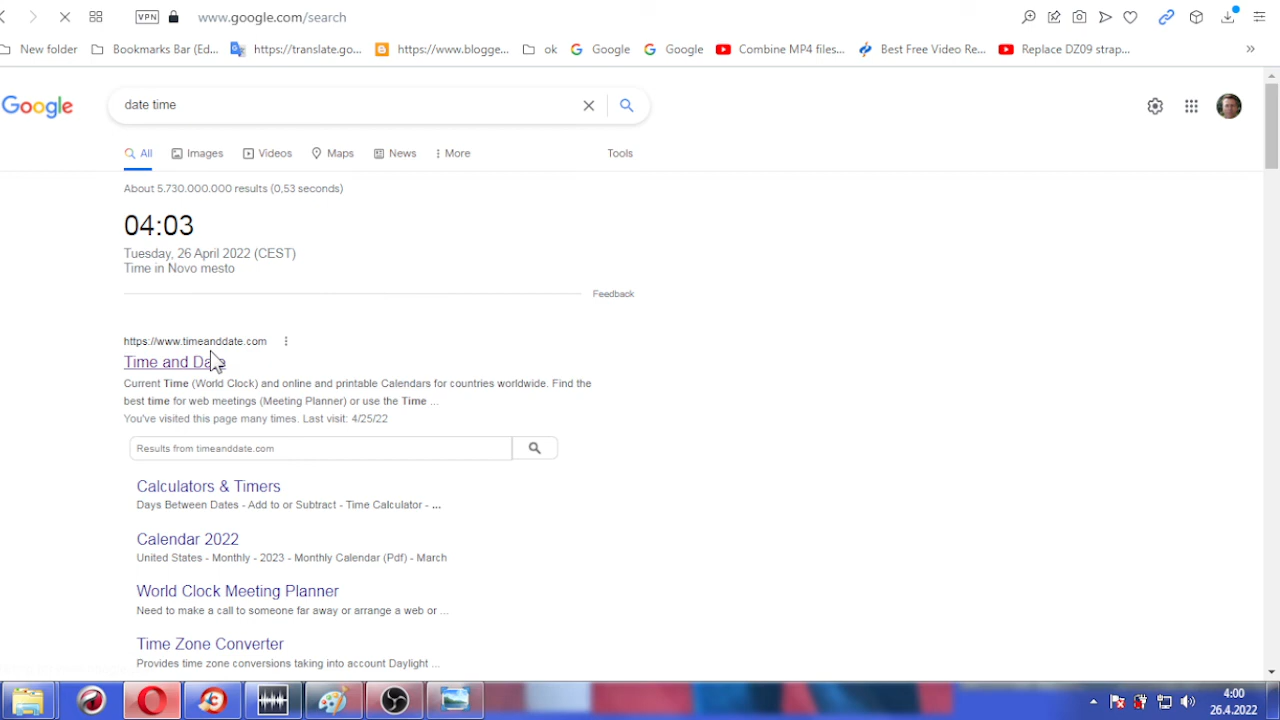 VPN
www.google.com/search
New folder
Bookmarks Bar (Ed...
https://translate.go...
https://www.blogge...
ok
Google
Google
Combine MP4 files...
Best Free Video Re...
Replace DZ09 strap...
Google
date time
All
Images
Videos
Maps
News
More
Tools
About 5.730.000.000 results (0,53 seconds)
04:03
Tuesday, 26 April 2022 (CEST)
Time in Novo mesto
Feedback
https://www.timeanddate.com
Time and Date
Current Time (World Clock) and online and printable Calendars for countries worldwide. Find the
best time for web meetings (Meeting Planner) or use the Time ...
You've visited this page many times. Last visit: 4/25/22
Results from timeanddate.com
Calculators & Timers
Days Between Dates - Add to or Subtract - Time Calculator - ...
Calendar 2022
United States - Monthly - 2023 - Monthly Calendar (Pdf) - March
World Clock Meeting Planner
Need to make a call to someone far away or arrange a web or ...
Time Zone Converter
Provides time zone conversions taking into account Daylight ...
4:00
26.4.2022